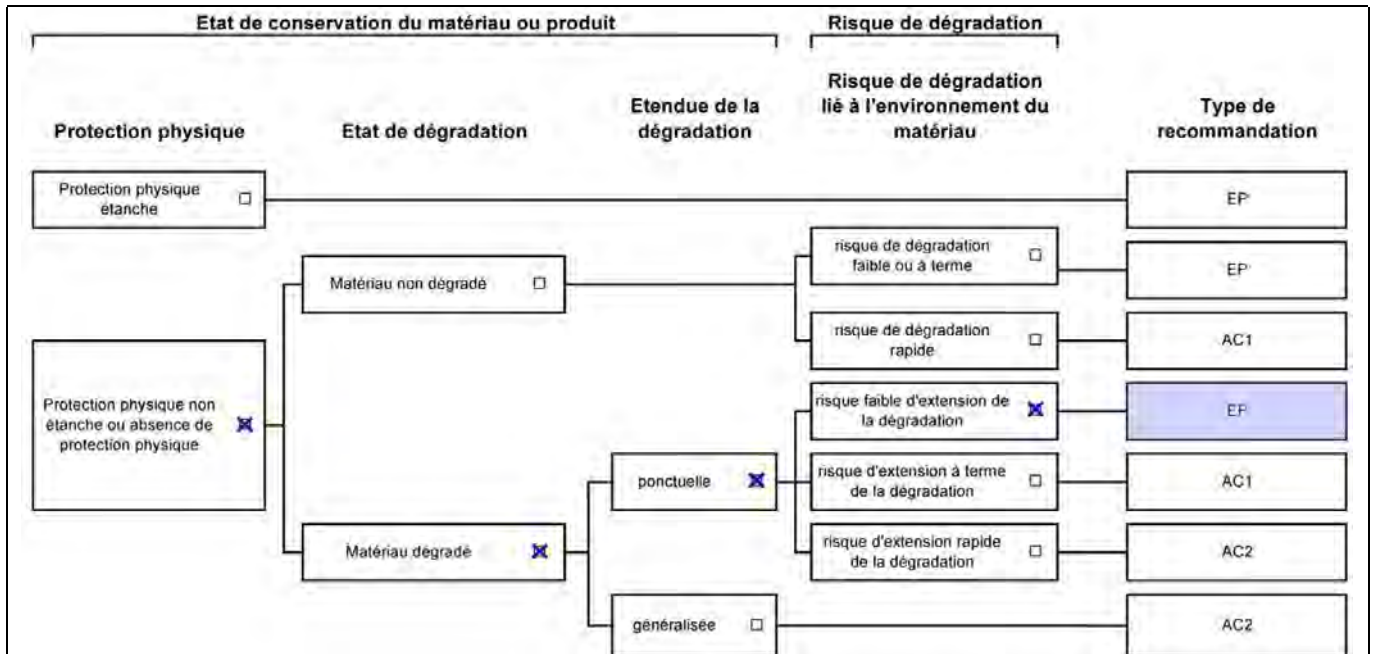 Etat de conservation du matériau ou produit
Risque de dégradation
Protection physique
Etat de dégradation
Etendue de la
dégradation
Risque de dégradation
lié à l'environnement du
matériau
Type de
recommandation
Protection physique
étanche
EP
risque de dégradation
faible ou à terme
EP
Matériau non dégradé
risque de dégradation
rapide
AC1
Protection physique non
étanche ou absence de
protection physique
risque faible d'extension de
la dégradation
EP
ponctuelle
risque d'extension à terme
de la dégradation
AC1
Matériau dégradé
risque d'extension rapide
de la dégradation
AC2
généralisée
AC2